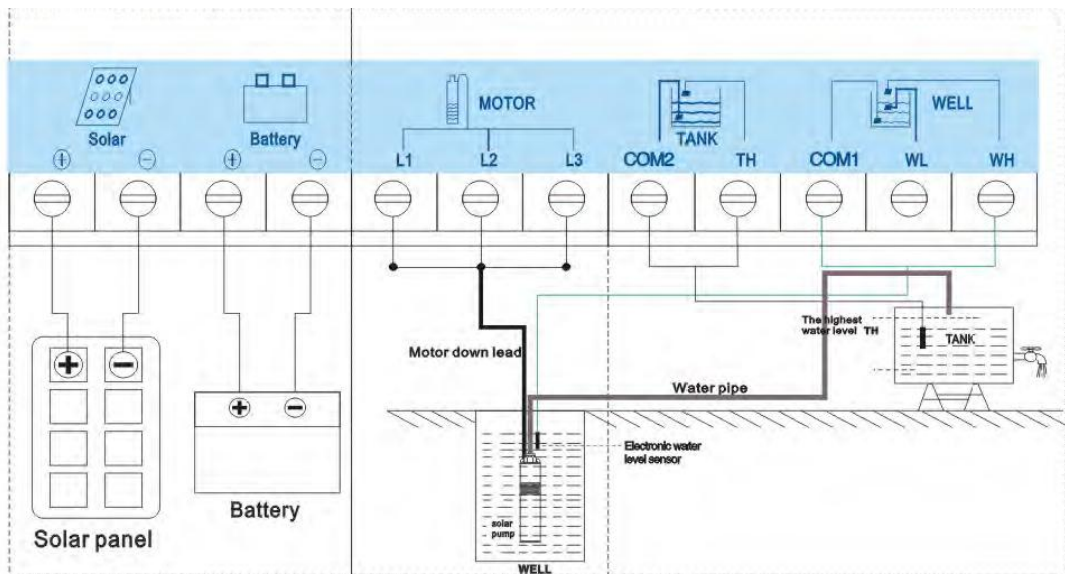 Solar
Battery
MOTOR
TANK
WELL
⊕ ⊖ ⊕ ⊖ L1 L2 L3 COM2 TH COM1 WL WH
Motor down lead
Water pipe
The highest
water level TH
TANK
Electronic water
level sensor
+ −
+ −
Battery
Solar panel
solar
pump
WELL